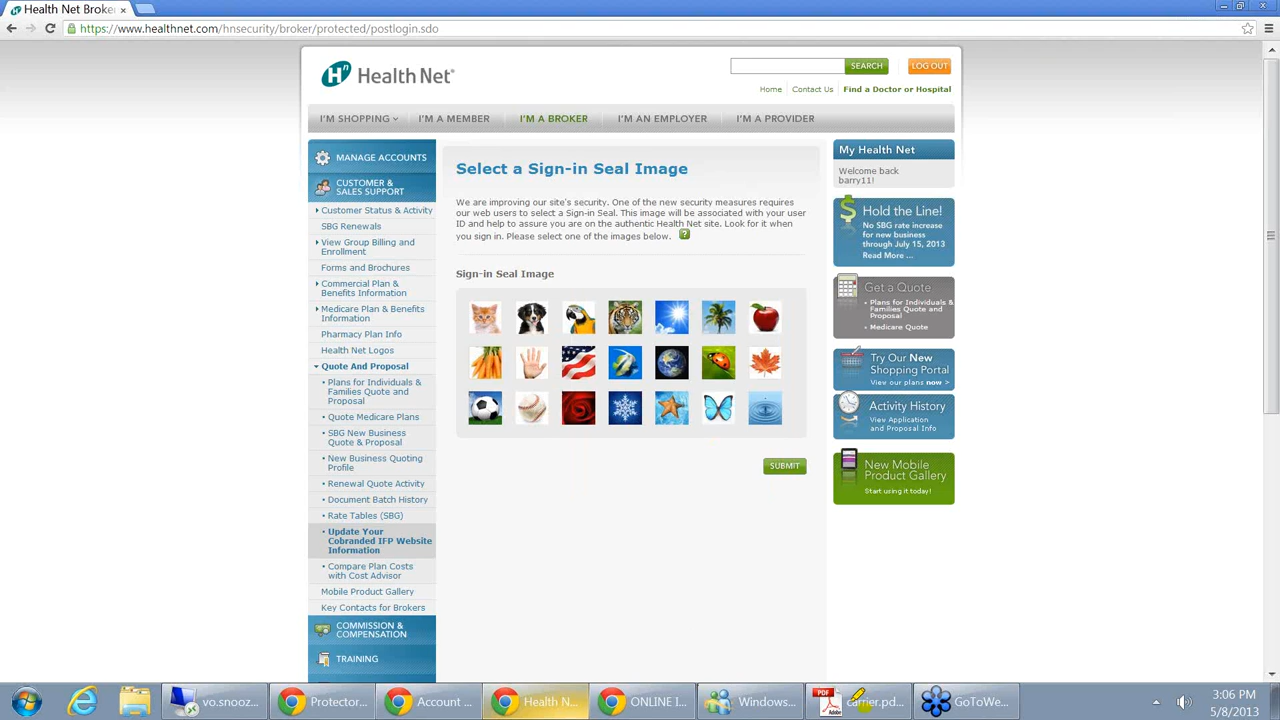 Health Net Broke
https://www.healthnet.com/hnsecurity/broker/protected/postlogin.sdo
Health Net
SEARCH
LOG OUT
Home
Contact Us
Find a Doctor or Hospital
I'M SHOPPING
I'M A MEMBER
I'M A BROKER
I'M AN EMPLOYER
I'M A PROVIDER
MANAGE ACCOUNTS
CUSTOMER &
SALES SUPPORT
Customer Status & Activity
SBG Renewals
View Group Billing and
Enrollment
Forms and Brochures
Commercial Plan &
Benefits Information
Medicare Plan & Benefits
Information
Pharmacy Plan Info
Health Net Logos
Quote And Proposal
• Plans for Individuals &
Families Quote and
Proposal
• Quote Medicare Plans
• SBG New Business
Quote & Proposal
• New Business Quoting
Profile
• Renewal Quote Activity
• Document Batch History
• Rate Tables (SBG)
• Update Your
Cobranded IFP Website
Information
• Compare Plan Costs
with Cost Advisor
Mobile Product Gallery
Key Contacts for Brokers
COMMISSION &
COMPENSATION
TRAINING
Select a Sign-in Seal Image
We are improving our site's security. One of the new security measures requires
our web users to select a Sign-in Seal. This image will be associated with your user
ID and help to assure you are on the authentic Health Net site. Look for it when
you sign in. Please select one of the images below. ?
Sign-in Seal Image
SUBMIT
My Health Net
Welcome back
barry11!
Hold the Line!
No SBG rate increase
for new business
through July 15, 2013
Read More ...
Get a Quote
• Plans for Individuals &
Families Quote and
Proposal
• Medicare Quote
Try Our New
Shopping Portal
View our plans now >
Activity History
View Application
and Proposal Info
New Mobile
Product Gallery
Start using it today!
vo.snooz...
Protector...
Account ...
Health N...
ONLINE I...
Windows...
carrier.pd...
GoToWe...
3:06 PM
5/8/2013